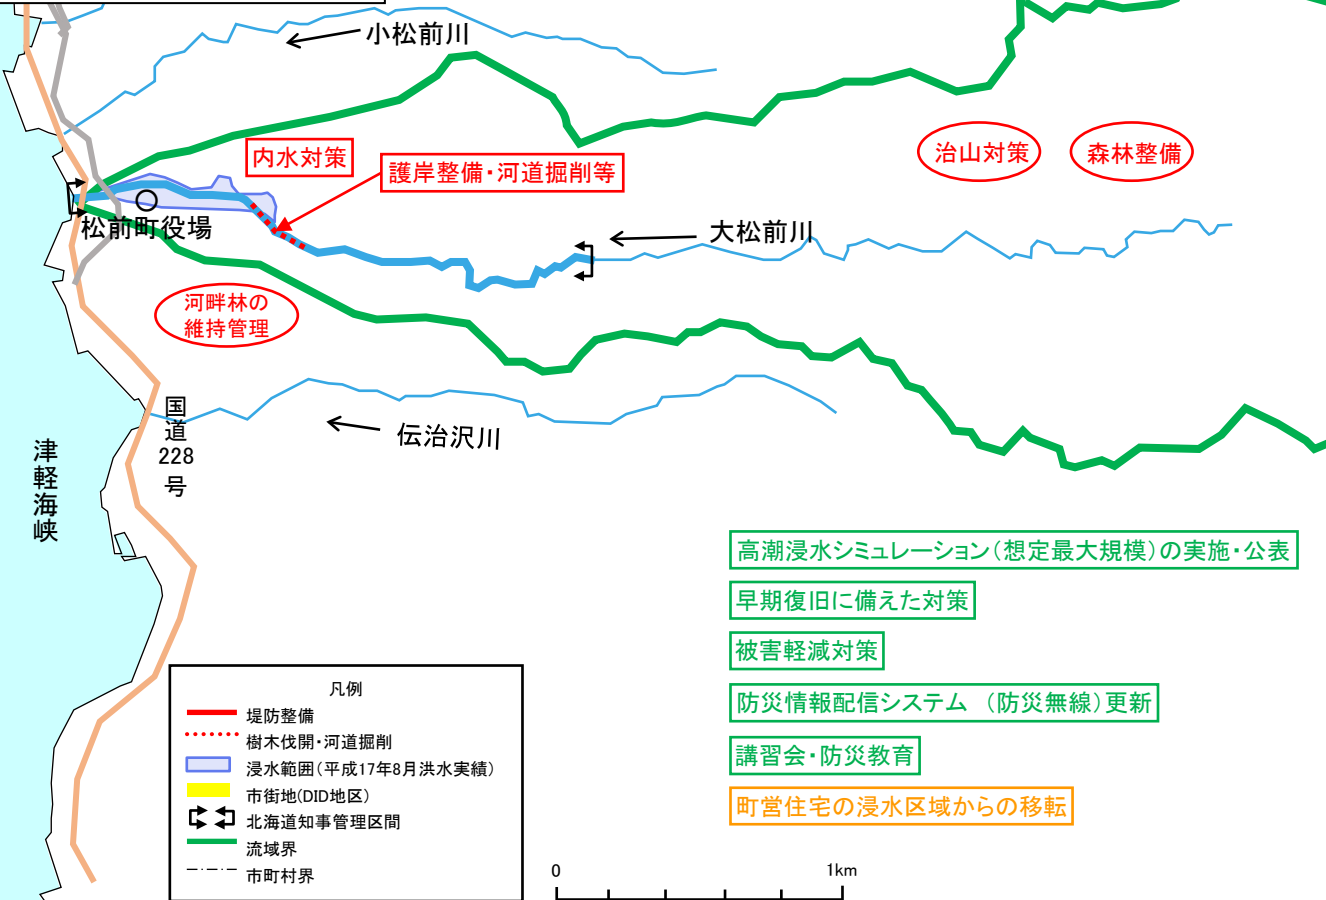 小松前川
内水対策
護岸整備・河道掘削等
治山対策
森林整備
松前町役場
大松前川
河畔林の
維持管理
国道
228
号
伝治沢川
津軽海峡
高潮浸水シミュレーション(想定最大規模)の実施・公表
早期復旧に備えた対策
被害軽減対策
防災情報配信システム (防災無線)更新
講習会・防災教育
町営住宅の浸水区域からの移転
凡例
堤防整備
樹木伐開・河道掘削
浸水範囲(平成17年8月洪水実績)
市街地(DID地区)
北海道知事管理区間
流域界
市町村界
0
1km